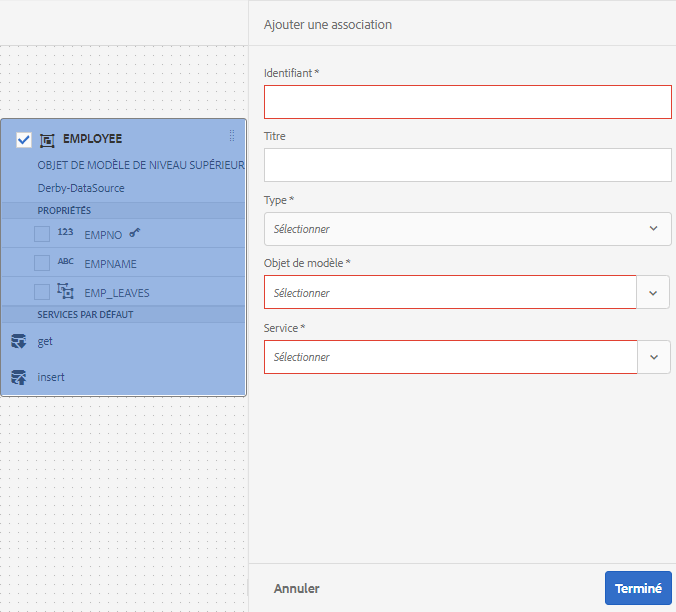 Ajouter une association
EMPLOYEE
OBJET DE MODÈLE DE NIVEAU SUPÉRIEUR
Derby-DataSource
PROPRIÉTÉS
123 EMPNO
ABC EMPNAME
EMP_LEAVES
SERVICES PAR DÉFAUT
get
insert
Identifiant *
Titre
Type *
Sélectionner
Objet de modèle *
Sélectionner
Service *
Sélectionner
Annuler
Terminé